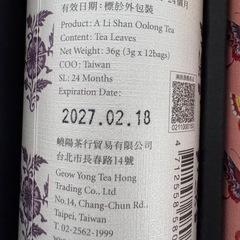 有效日期：標於外包裝
Product: A Li Shan Oolong Tea
Content: Tea Leaves
Net Weight: 36g (3g x 12bags)
COO: Taiwan
SL: 24 Months
Expiration Date:
2027.02.18
嶢陽茶行貿易有限公司
台北市長春路14號
Geow Yong Tea Hong
Trading Co., Ltd
No.14, Chang-Chun Rd.,
Taipei, Taiwan
T. 02-2562-1999